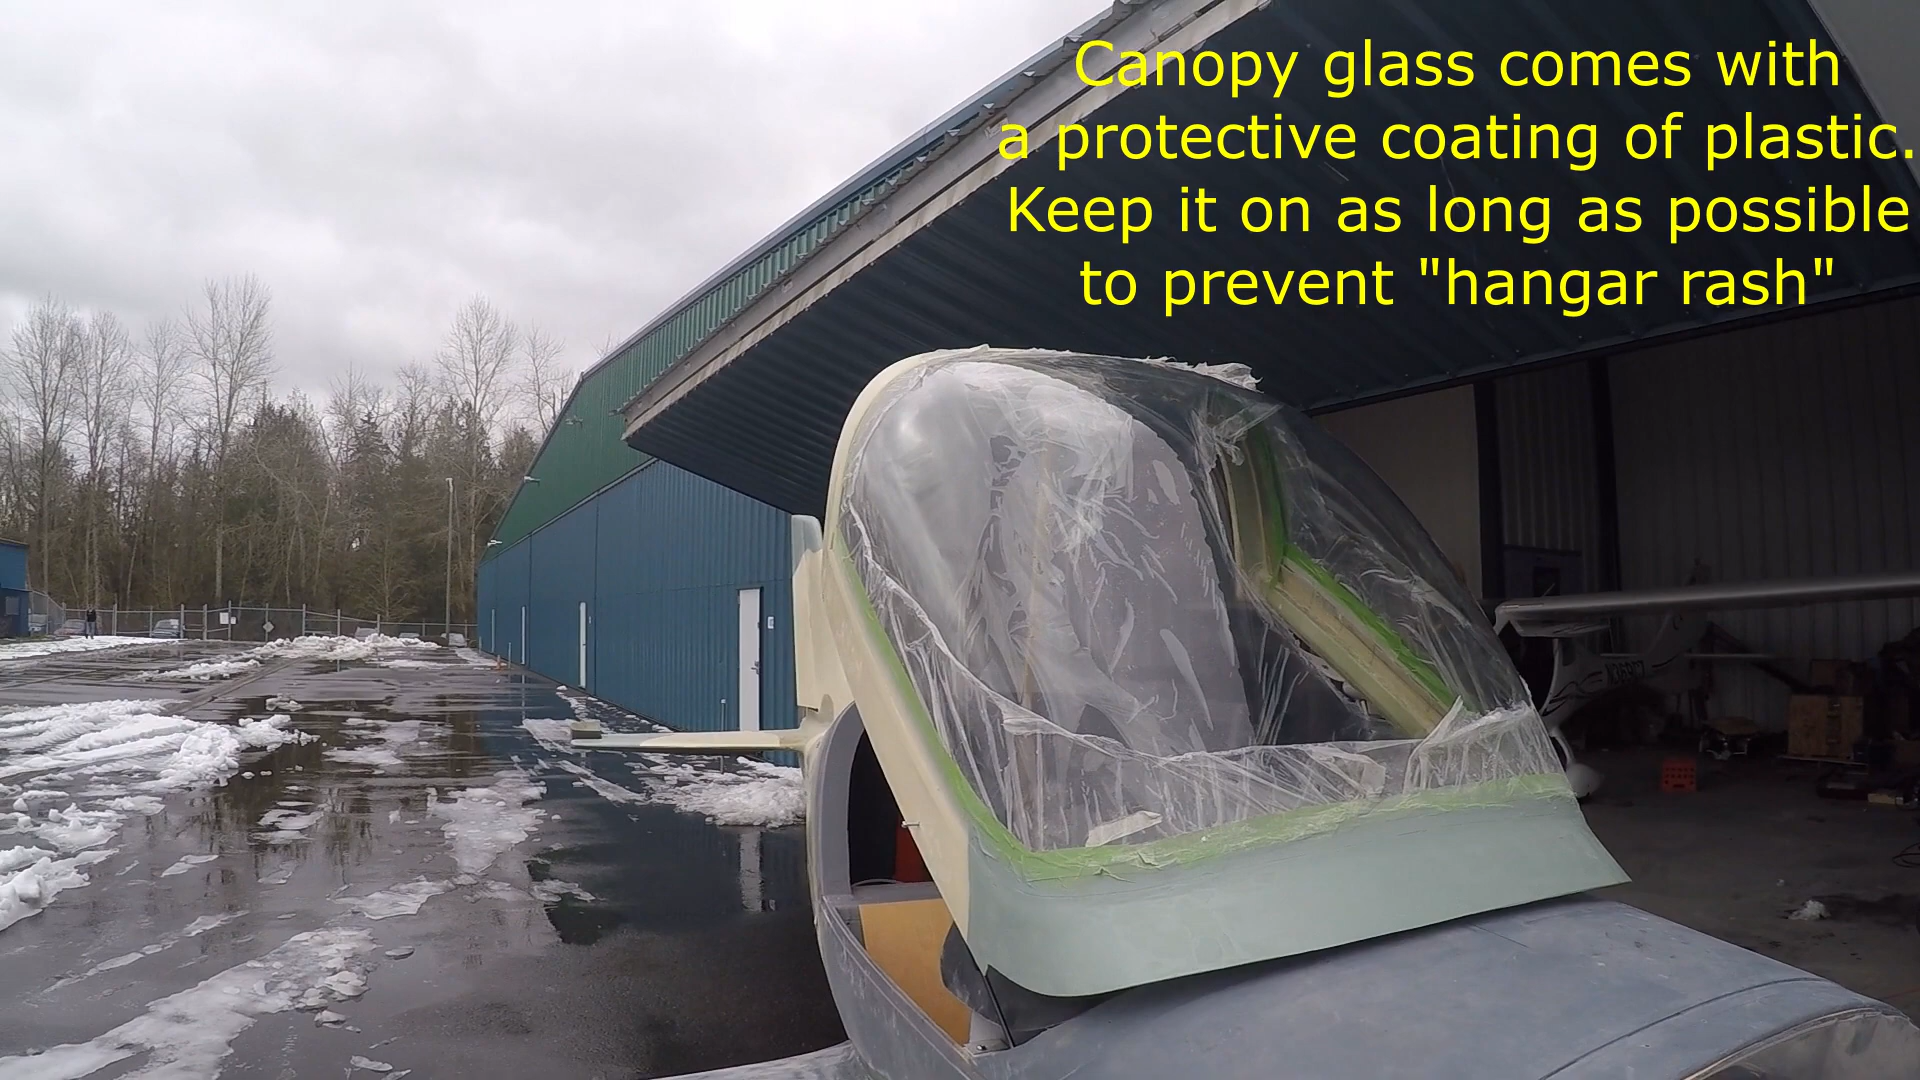 Canopy glass comes with
a protective coating of plastic.
Keep it on as long as possible
to prevent "hangar rash"